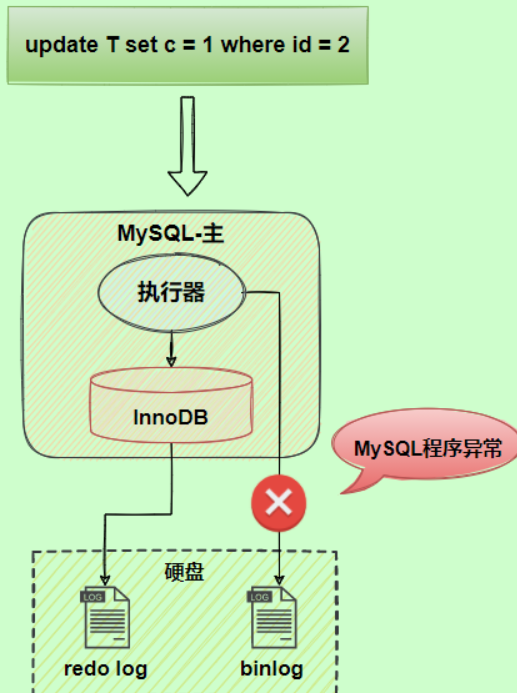 update T set c = 1 where id = 2
MySQL-主
执行器
InnoDB
MySQL程序异常
硬盘
LOG
LOG
redo log
binlog